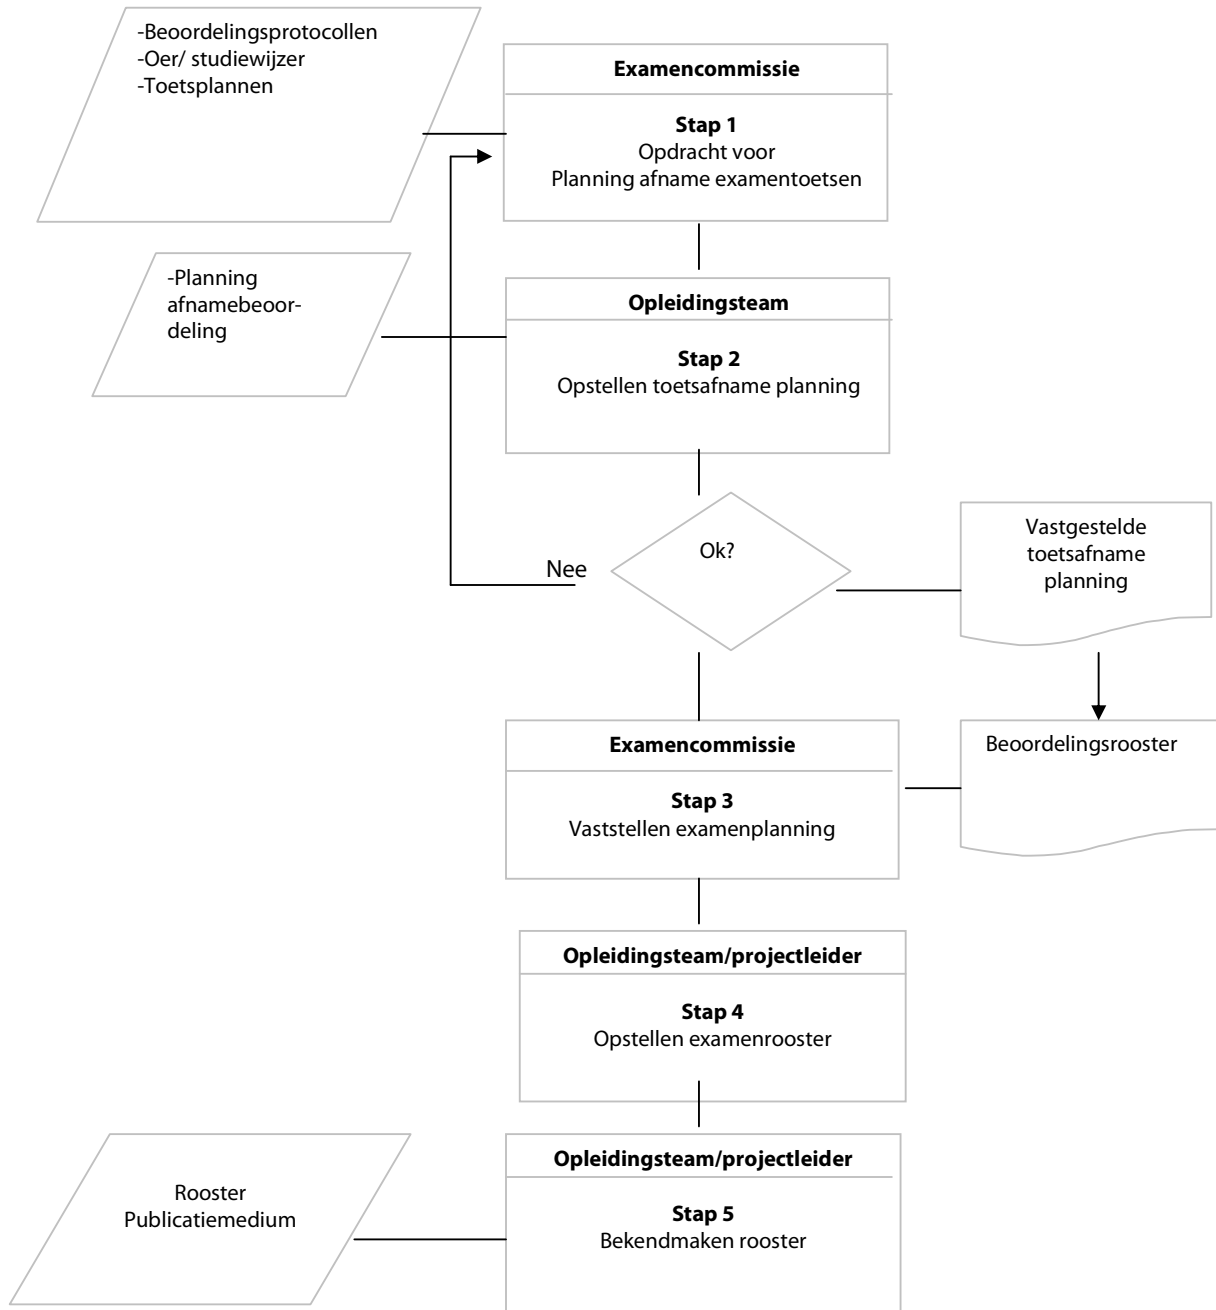 -Beoordelingsprotocollen
-Oer/ studiewijzer
-Toetsplannen
Examencommissie
Stap 1
Opdracht voor
Planning afname examentoetsen
-Planning
afnamebeoor-
deling
Opleidingsteam
Stap 2
Opstellen toetsafname planning
Ok?
Nee
Vastgestelde
toetsafname
planning
Examencommissie
Stap 3
Vaststellen examenplanning
Beoordelingsrooster
Opleidingsteam/projectleider
Stap 4
Opstellen examenrooster
Rooster
Publicatiemedium
Opleidingsteam/projectleider
Stap 5
Bekendmaken rooster